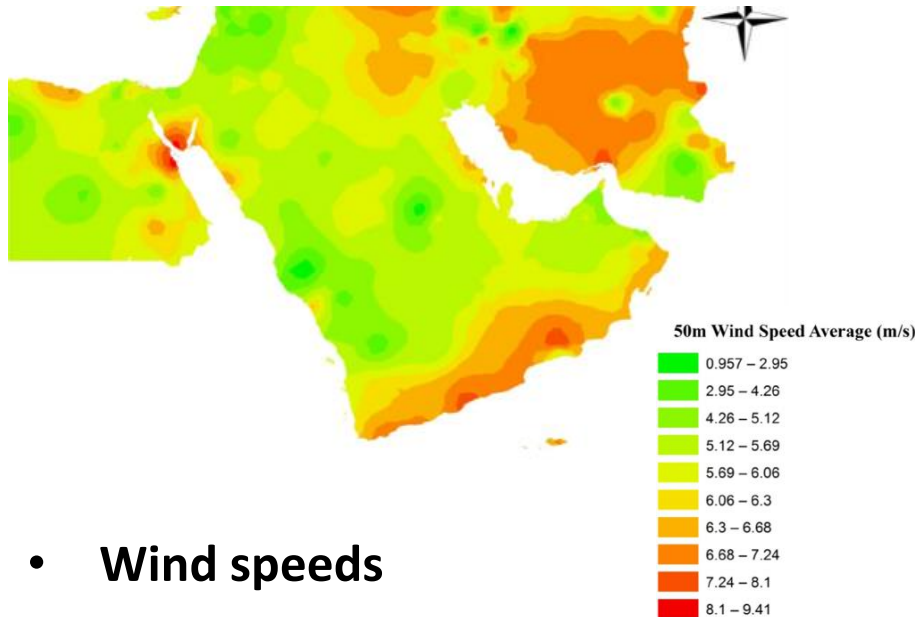 50m Wind Speed Average (m/s)
0.957 – 2.95
2.95 – 4.26
4.26 – 5.12
5.12 – 5.69
5.69 – 6.06
6.06 – 6.3
6.3 – 6.68
6.68 – 7.24
7.24 – 8.1
8.1 – 9.41
• Wind speeds